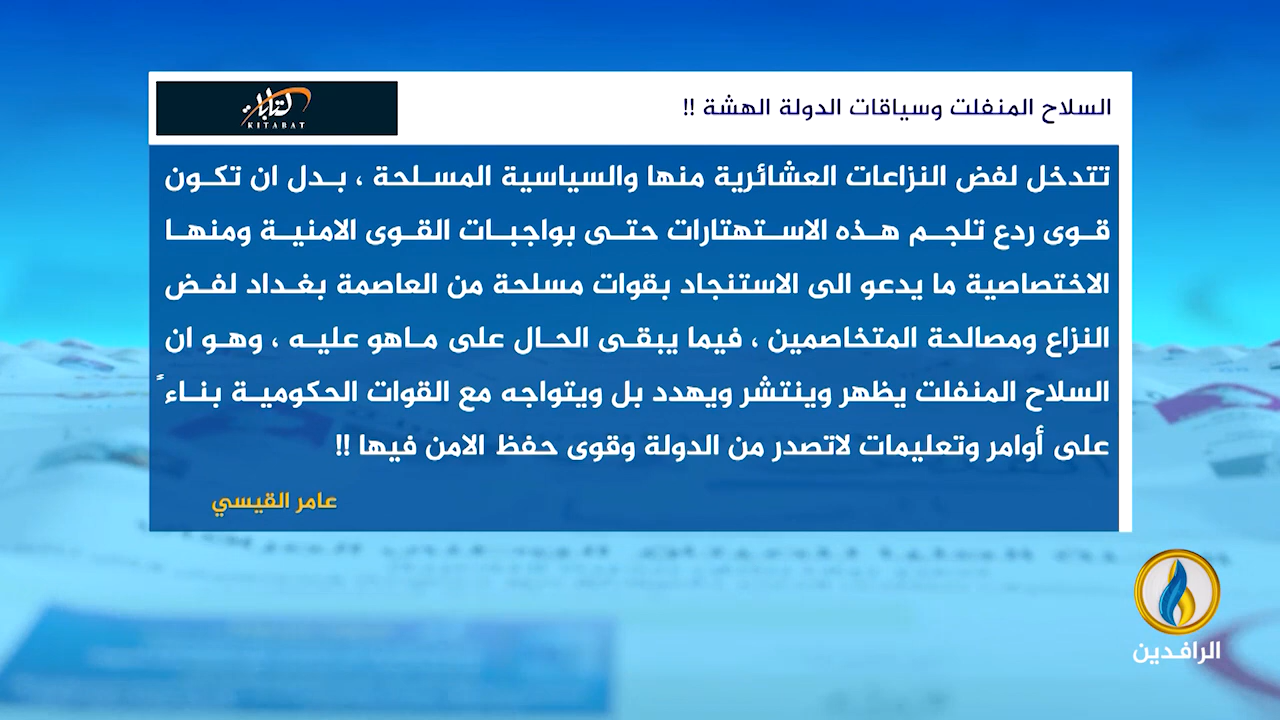 السلاح المنفلت وسياقات الدولة الهشة !!
كتابات
KITABAT
تتدخل لفض النزاعات العشائرية منها والسياسية المسلحة ، بدل ان تكون
قوى ردع تلجم هذه الاستهتارات حتى بواجبات القوى الامنية ومنها
الاختصاصية ما يدعو الى الاستنجاد بقوات مسلحة من العاصمة بغداد لفض
النزاع ومصالحة المتخاصمين ، فيما يبقى الحال على ماهو عليه ، وهو ان
السلاح المنفلت يظهر وينتشر ويهدد بل ويتواجه مع القوات الحكومية بناءً
على أوامر وتعليمات لاتصدر من الدولة وقوى حفظ الامن فيها !!
عامر القيسي
الرافدين